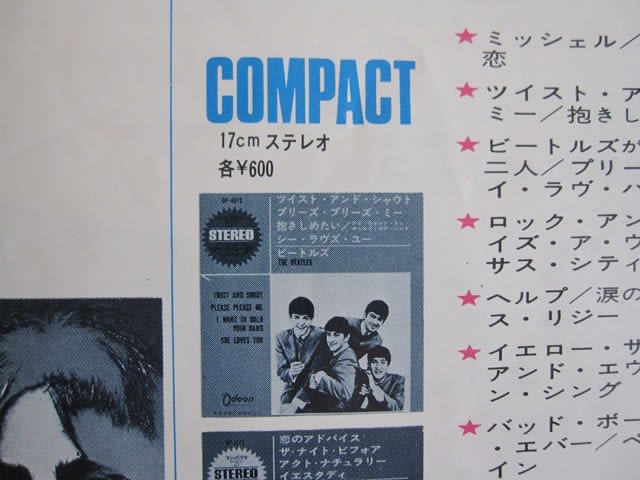 COMPACT
17cmステレオ
各¥600
STEREO
ツイスト・アンド・シャウト
プリーズ・プリーズ・ミー
抱きしめたい/
シー・ラヴズ・ユー
ビートルズ
THE BEATLES
TWIST AND SHOUT
PLEASE PLEASE ME
I WANT TO HOLD
YOUR HAND
SHE LOVES YOU
Odeon
STEREO
恋のアドバイス
ザ・ナイト・ビフォア
アクト・ナチュラリー
イエスタディ
★ミッシェル/
恋
★ツイスト・ア
ミー/抱きし
★ビートルズが
二人/プリー
イ・ラヴ・ハ
★ロック・アン
イズ・ア・ウ
サス・シティ
★ヘルプ/涙の
ス・リジー
★イエロー・サ
アンド・エヴ
ン・シング
★バッド・ボー
・エバー/ベ
イン